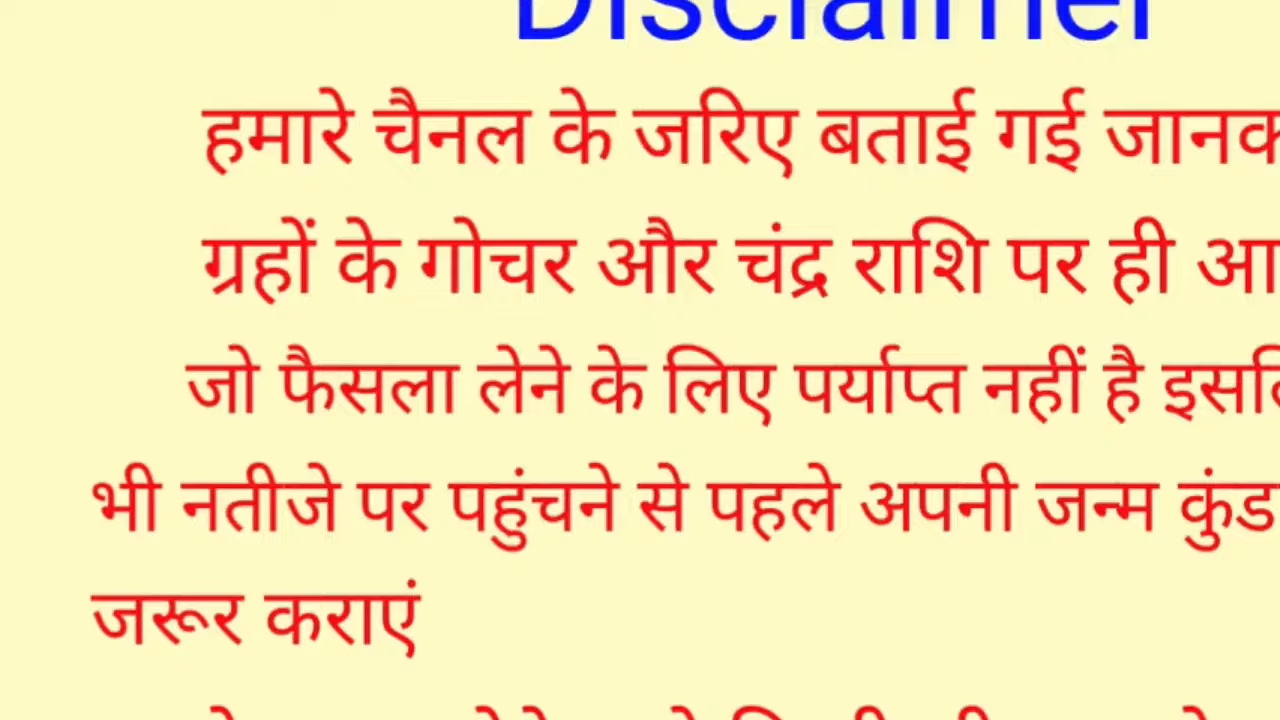 Disclaimer
हमारे चैनल के जरिए बताई गई
ग्रहों के गोचर और चंद्र राशि पर ही
जो फैसला लेने के लिए पर्याप्त नहीं है
भी नतीजे पर पहुंचने से पहले अपनी जन्म
जरूर कराएं